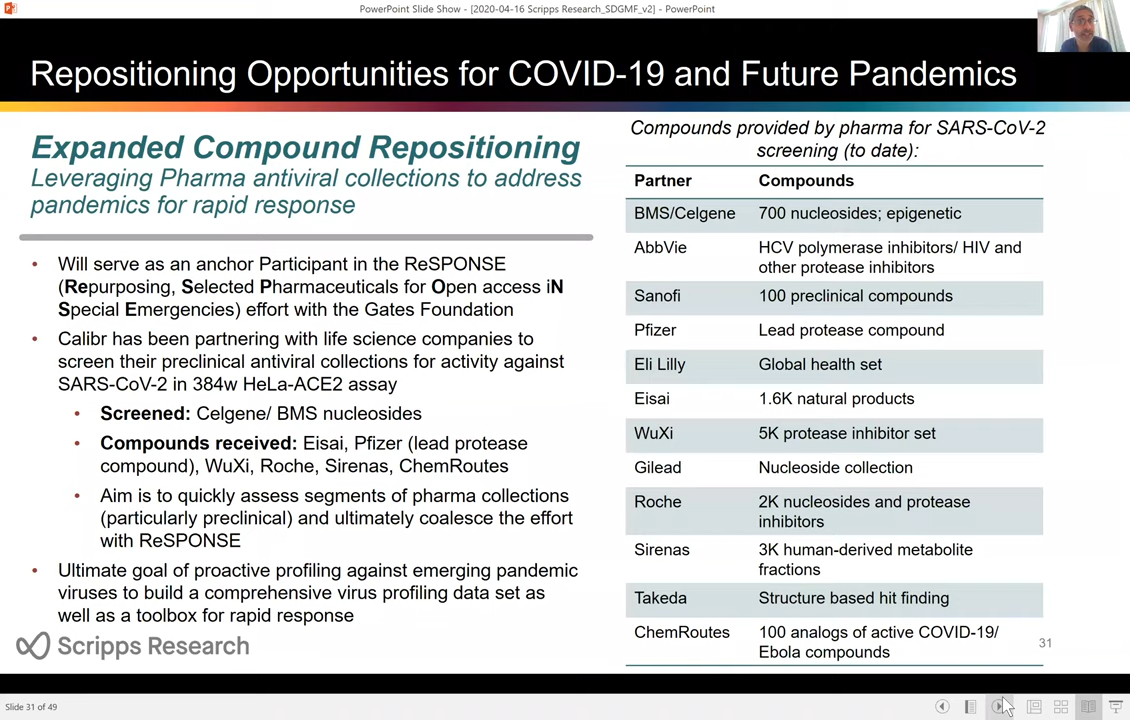 PowerPoint Slide Show - [2020-04-16 Scripps Research_SDGMF_v2] - PowerPoint
Repositioning Opportunities for COVID-19 and Future Pandemics
Expanded Compound Repositioning
Leveraging Pharma antiviral collections to address
pandemics for rapid response
• Will serve as an anchor Participant in the ReSPONSE
(Repurposing, Selected Pharmaceuticals for Open access iN
Special Emergencies) effort with the Gates Foundation
• Calibr has been partnering with life science companies to
screen their preclinical antiviral collections for activity against
SARS-CoV-2 in 384w HeLa-ACE2 assay
• Screened: Celgene/ BMS nucleosides
• Compounds received: Eisai, Pfizer (lead protease
compound), WuXi, Roche, Sirenas, ChemRoutes
• Aim is to quickly assess segments of pharma collections
(particularly preclinical) and ultimately coalesce the effort
with ReSPONSE
• Ultimate goal of proactive profiling against emerging pandemic
viruses to build a comprehensive virus profiling data set as
well as a toolbox for rapid response
Scripps Research
Compounds provided by pharma for SARS-CoV-2
screening (to date):
Partner Compounds
BMS/Celgene 700 nucleosides; epigenetic
AbbVie HCV polymerase inhibitors/ HIV and
other protease inhibitors
Sanofi 100 preclinical compounds
Pfizer Lead protease compound
Eli Lilly Global health set
Eisai 1.6K natural products
WuXi 5K protease inhibitor set
Gilead Nucleoside collection
Roche 2K nucleosides and protease
inhibitors
Sirenas 3K human-derived metabolite
fractions
Takeda Structure based hit finding
ChemRoutes 100 analogs of active COVID-19/
Ebola compounds
31
Slide 31 of 49